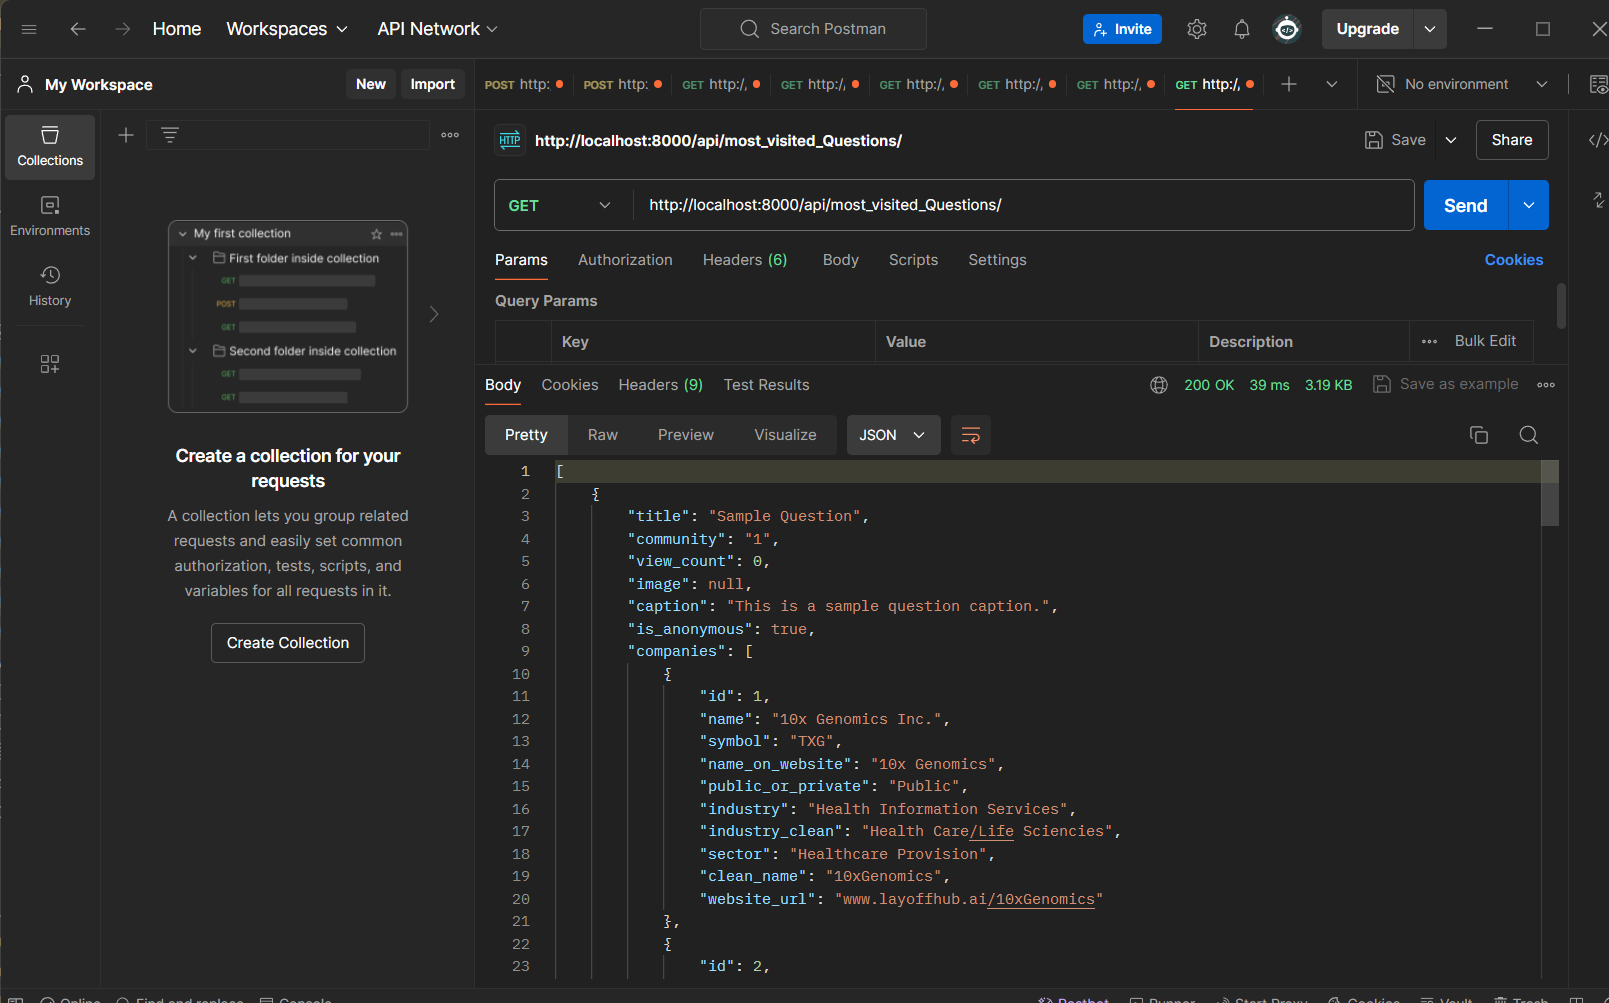 Home Workspaces API Network Search Postman Invite Upgrade
My Workspace New Import POST http: POST http: GET http:/, GET http:/, GET http:/, GET http:/, GET http:/, GET http:/, No environment
Collections
Environments
History
My first collection
First folder inside collection
GET
POST
GET
Second folder inside collection
GET
GET
Create a collection for your
requests
A collection lets you group related
requests and easily set common
authorization, tests, scripts, and
variables for all requests in it.
Create Collection
HTTP http://localhost:8000/api/most_visited_Questions/ Save Share
GET http://localhost:8000/api/most_visited_Questions/ Send
Params Authorization Headers (6) Body Scripts Settings Cookies
Query Params
Key Value Description Bulk Edit
Body Cookies Headers (9) Test Results 200 OK 39 ms 3.19 KB Save as example
Pretty Raw Preview Visualize JSON
1 [
2 {
3 "title": "Sample Question",
4 "community": "1",
5 "view_count": 0,
6 "image": null,
7 "caption": "This is a sample question caption.",
8 "is_anonymous": true,
9 "companies": [
10 {
11 "id": 1,
12 "name": "10x Genomics Inc.",
13 "symbol": "TXG",
14 "name_on_website": "10x Genomics",
15 "public_or_private": "Public",
16 "industry": "Health Information Services",
17 "industry_clean": "Health Care/Life Sciencies",
18 "sector": "Healthcare Provision",
19 "clean_name": "10xGenomics",
20 "website_url": "www.layoffhub.ai/10xGenomics"
21 },
22 {
23 "id": 2,
Online Find and replace Console Postbot Runner Start Proxy Cookies Vault Trash